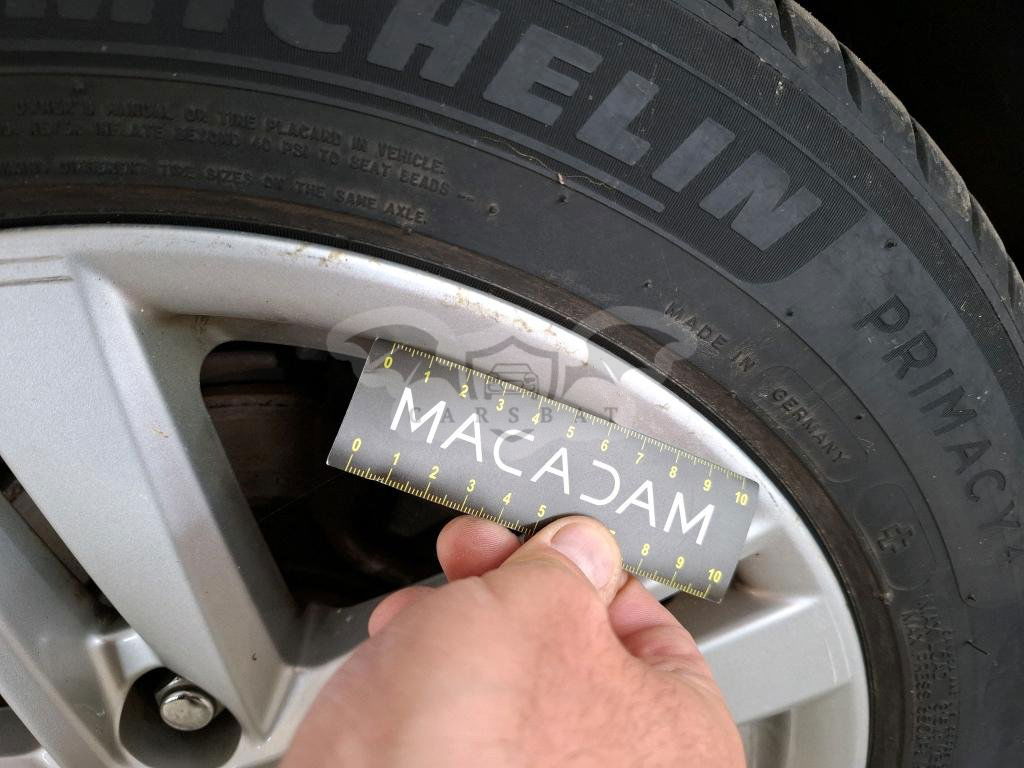 MICHELIN
PRIMACY 4
OWNER'S MANUAL OR TIRE PLACARD IN VEHICLE.
INFLATE BEYOND 40 PSI TO SEAT BEADS --
DIFFERENT TIRE SIZES ON THE SAME AXLE.
MADE IN GERMANY
0 1 2 3 4 5 6 7 8 9 10
MACADAM
CARSBAT
0 1 2 3 4 5 8 9 10